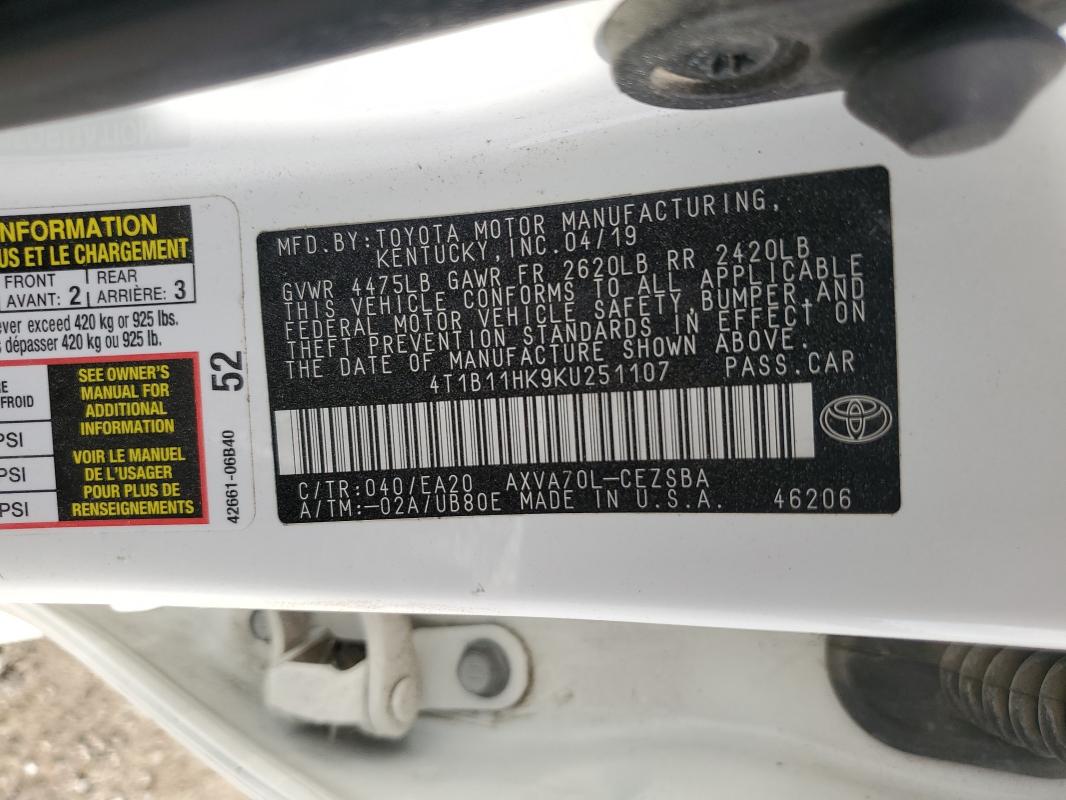 NFORMATION
US ET LE CHARGEMENT
FRONT
AVANT: 2
REAR
ARRIÈRE: 3
ever exceed 420 kg or 925 lbs.
s dépasser 420 kg ou 925 lb.
RE
FROID
PSI
PSI
PSI
SEE OWNER'S
MANUAL FOR
ADDITIONAL
INFORMATION
VOIR LE MANUEL
DE L'USAGER
POUR PLUS DE
RENSEIGNEMENTS
52
42661-06B40
MFD.BY:TOYOTA MOTOR MANUFACTURING,
KENTUCKY,INC.04/19
GVWR 4475LB GAWR FR 2620LB RR 2420LB
THIS VEHICLE CONFORMS TO ALL APPLICABLE
FEDERAL MOTOR VEHICLE SAFETY,BUMPER,AND
THEFT PREVENTION STANDARDS IN EFFECT ON
THE DATE OF MANUFACTURE SHOWN ABOVE.
4T1B11HK9KU251107 PASS.CAR
C/TR:040/EA20 AXVA70L-CEZSBA
A/TM:-02A/UB80E MADE IN U.S.A. 46206